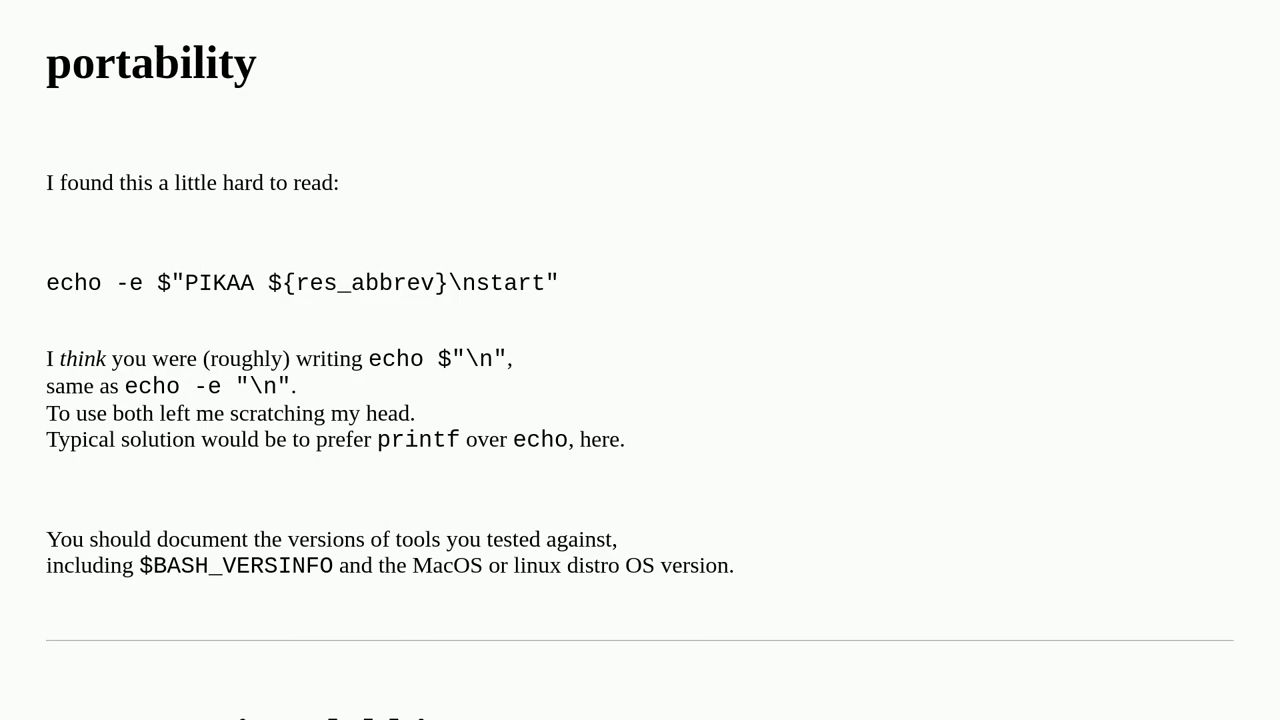 portability
I found this a little hard to read:
echo -e $"PIKAA ${res_abbrev}\nstart"
I think you were (roughly) writing echo $"\n",
same as echo -e "\n".
To use both left me scratching my head.
Typical solution would be to prefer printf over echo, here.
You should document the versions of tools you tested against,
including $BASH_VERSINFO and the MacOS or linux distro OS version.